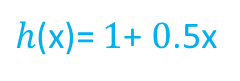 h(x)= 1+ 0.5x